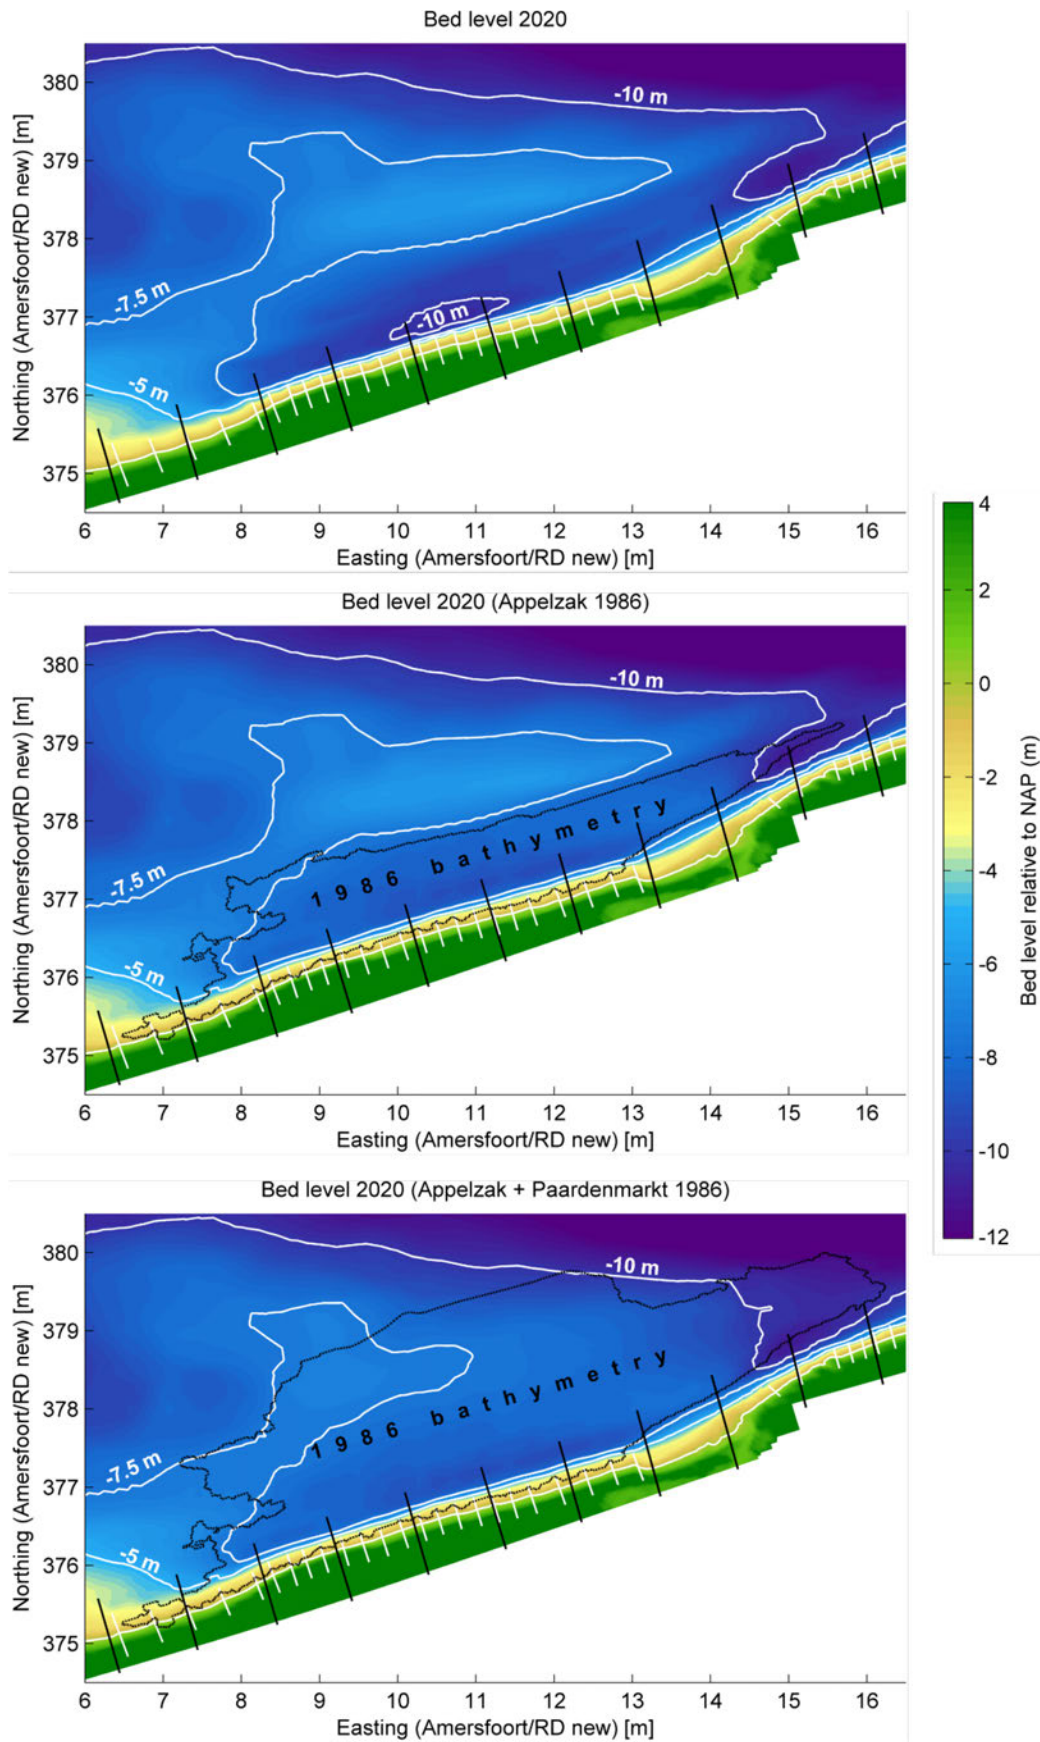 Bed level 2020
380
379
378
377
376
375
Northing (Amersfoort/RD new) [m]
-10 m
-7.5 m
-10 m
-5 m
6 7 8 9 10 11 12 13 14 15 16
Easting (Amersfoort/RD new) [m]
Bed level 2020 (Appelzak 1986)
380
379
378
377
376
375
Northing (Amersfoort/RD new) [m]
-10 m
1986 bathymetry
-7.5 m
-5 m
6 7 8 9 10 11 12 13 14 15 16
Easting (Amersfoort/RD new) [m]
Bed level 2020 (Appelzak + Paardenmarkt 1986)
380
379
378
377
376
375
Northing (Amersfoort/RD new) [m]
-10 m
1986 bathymetry
-7.5 m
-5 m
6 7 8 9 10 11 12 13 14 15 16
Easting (Amersfoort/RD new) [m]
4
2
0
-2
-4
-6
-8
-10
-12
Bed level relative to NAP (m)